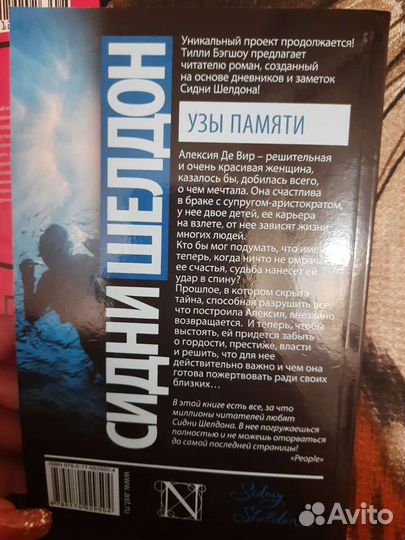 Уникальный проект продолжается!
Тилли Бэгшоу предлагает
читателю роман, созданный
на основе дневников и заметок
Сидни Шелдона!
УЗЫ ПАМЯТИ
Алексия Де Вир – решительная
и очень красивая женщина,
казалось бы, добилась всего,
о чем мечтала. Она счастлива
в браке с супругом-аристократом,
у нее двое детей, ее карьера
на взлете, от нее зависят жизни
многих людей.
Кто бы мог подумать, что именно
теперь, когда ничто не омрачает
ее счастья, судьба нанесет ей
удар в спину?
Прошлое, в котором скрыта
тайна, способная разрушить все,
что построила Алексия, внезапно
возвращается. И теперь, чтобы
выстоять, ей придется забыть
о гордости, престиже, власти
и решить, что для нее
действительно важно и чем она
готова пожертвовать ради своих
близких…
В этой книге есть все, за что
миллионы читателей любят
Сидни Шелдона. В нее погружаешься
полностью и не можешь оторваться
до самой последней страницы!
«People»
СИДНИ ШЕЛДОН
www.ast.ru
N
Sidney
Sheldon
Avito